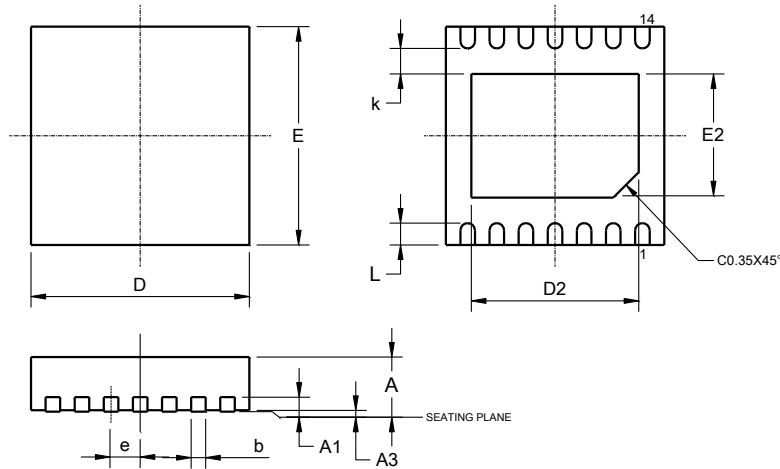 14
k
E
E2
L
1
C0.35X45°
D
D2
A
SEATING PLANE
e
b
A1
A3